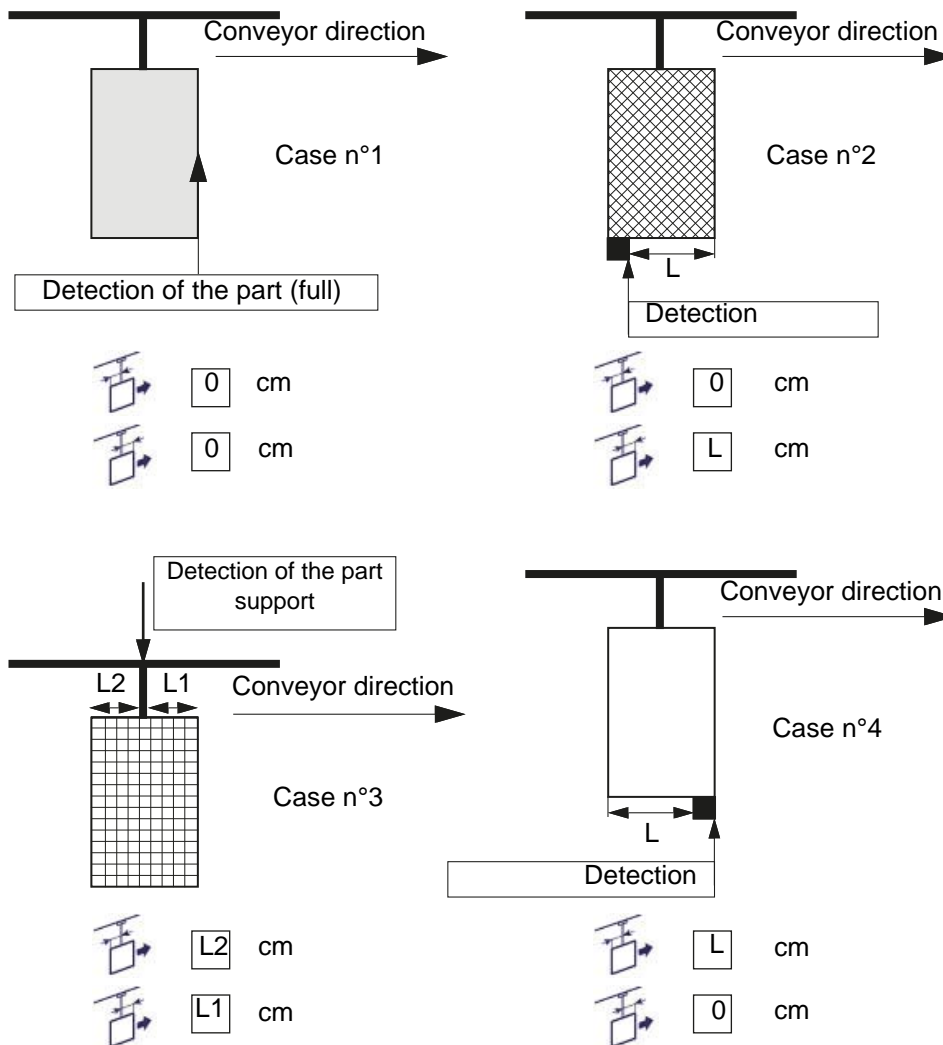 Conveyor direction
Case n°1
Detection of the part (full)
0 cm
0 cm
Conveyor direction
Case n°2
L
Detection
0 cm
L cm
Detection of the part
support
L2 L1
Conveyor direction
Case n°3
L2 cm
L1 cm
Conveyor direction
Case n°4
L
Detection
L cm
0 cm